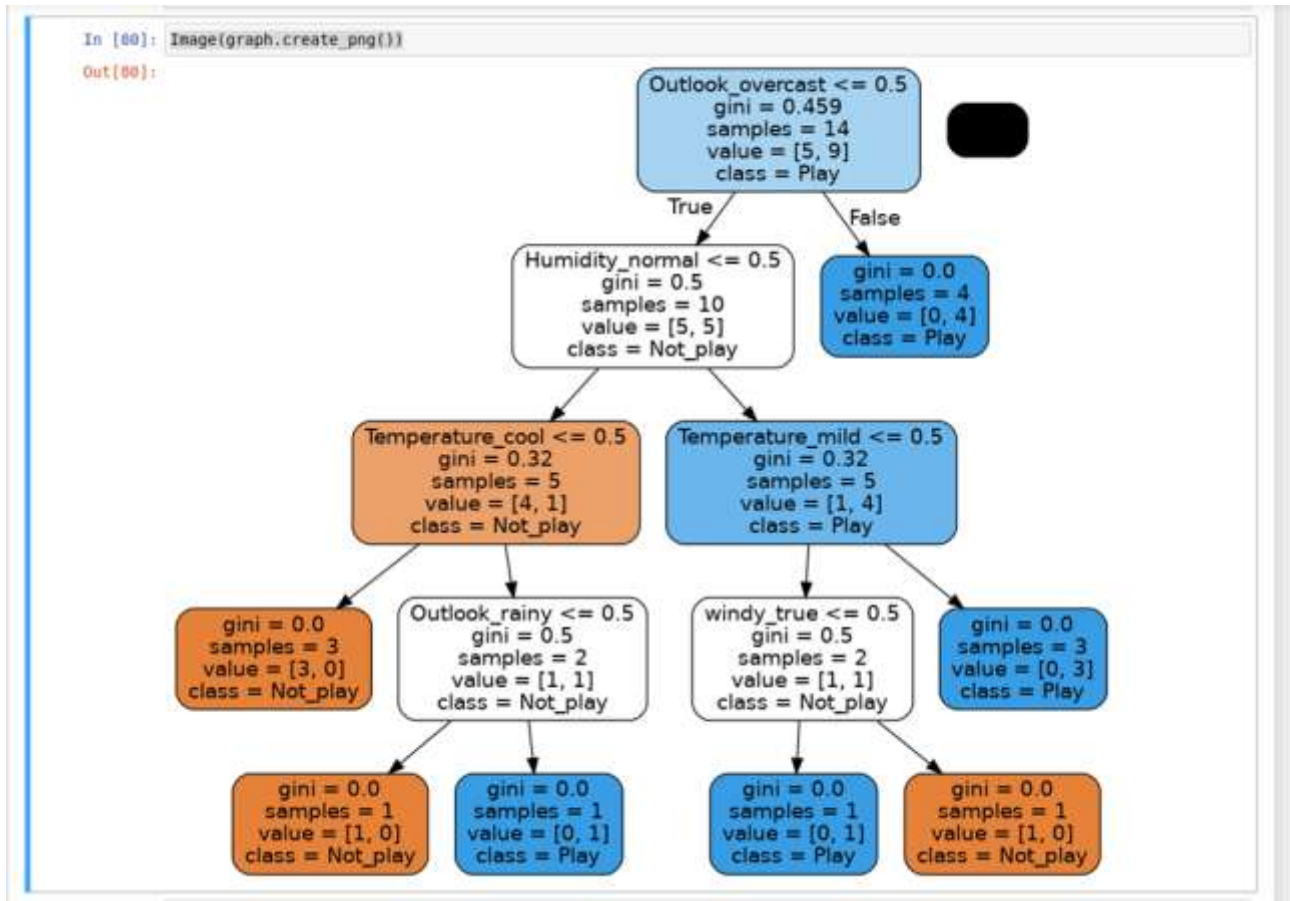 In [80]: Image(graph.create_png())
Out[80]:
Outlook_overcast <= 0.5
gini = 0.459
samples = 14
value = [5, 9]
class = Play
True
False
Humidity_normal <= 0.5
gini = 0.5
samples = 10
value = [5, 5]
class = Not_play
gini = 0.0
samples = 4
value = [0, 4]
class = Play
Temperature_cool <= 0.5
gini = 0.32
samples = 5
value = [4, 1]
class = Not_play
Temperature_mild <= 0.5
gini = 0.32
samples = 5
value = [1, 4]
class = Play
gini = 0.0
samples = 3
value = [3, 0]
class = Not_play
Outlook_rainy <= 0.5
gini = 0.5
samples = 2
value = [1, 1]
class = Not_play
windy_true <= 0.5
gini = 0.5
samples = 2
value = [1, 1]
class = Not_play
gini = 0.0
samples = 3
value = [0, 3]
class = Play
gini = 0.0
samples = 1
value = [1, 0]
class = Not_play
gini = 0.0
samples = 1
value = [0, 1]
class = Play
gini = 0.0
samples = 1
value = [0, 1]
class = Play
gini = 0.0
samples = 1
value = [1, 0]
class = Not_play